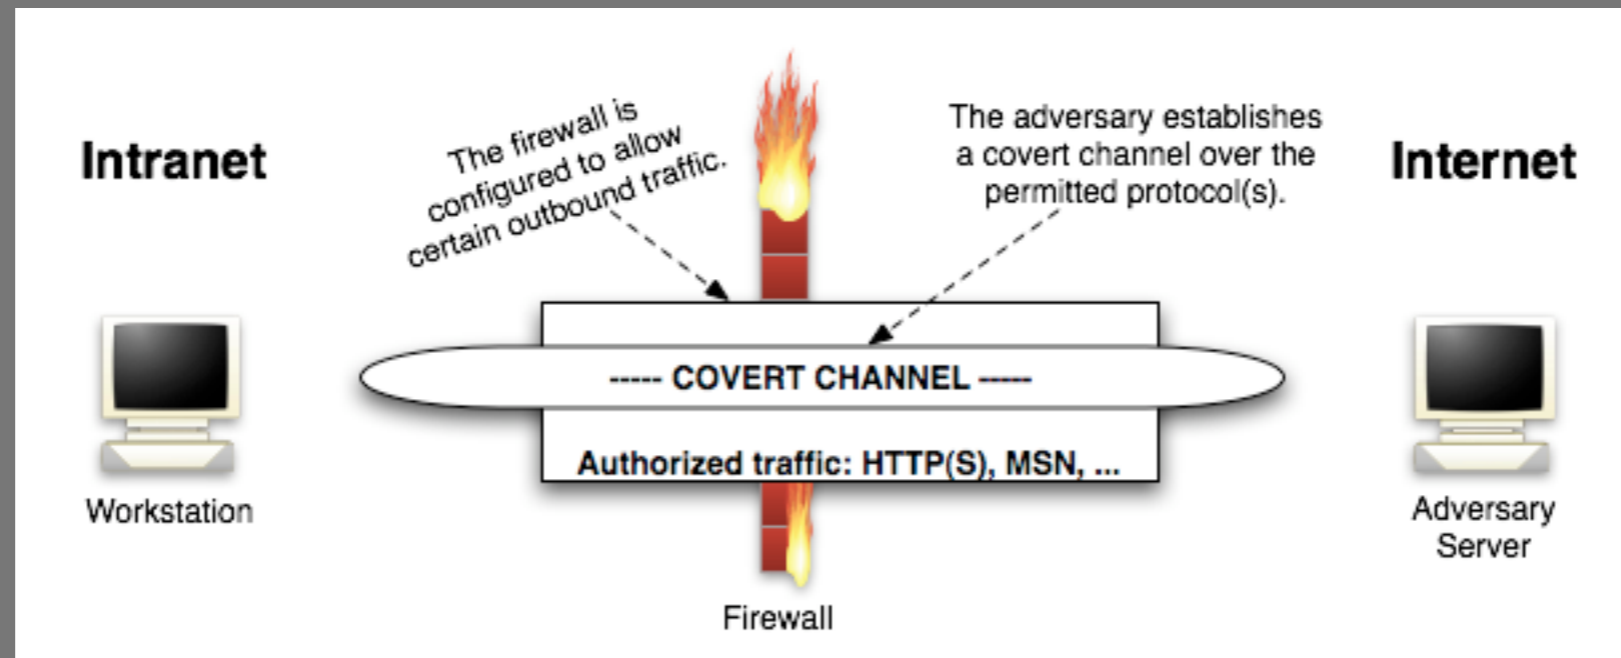 Intranet
The firewall is
configured to allow
certain outbound traffic.
The adversary establishes
a covert channel over the
permitted protocol(s).
Internet
----- COVERT CHANNEL -----
Authorized traffic: HTTP(S), MSN, ...
Workstation
Firewall
Adversary
Server